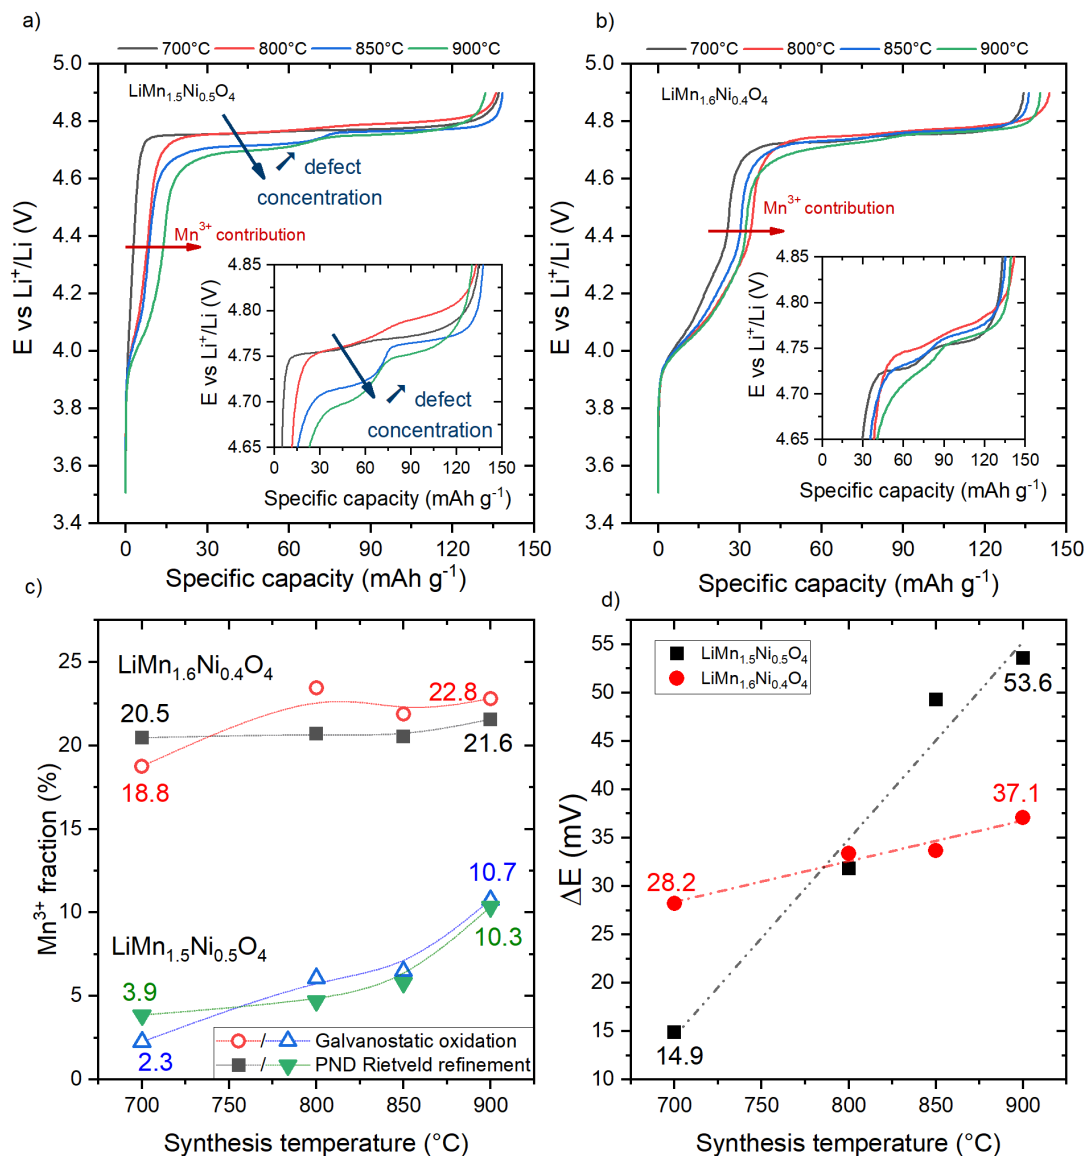 a)
700°C 800°C 850°C 900°C
5.0
4.8
4.6
4.4
4.2
4.0
3.8
3.6
3.4
E vs Li⁺/Li (V)
LiMn₁.₅Ni₀.₅O₄
defect
concentration
Mn³⁺ contribution
4.85
4.80
4.75
4.70
4.65
E vs Li⁺/Li (V)
defect
concentration
0 30 60 90 120 150
Specific capacity (mAh g⁻¹)
0 30 60 90 120 150
Specific capacity (mAh g⁻¹)
b)
700°C 800°C 850°C 900°C
5.0
4.8
4.6
4.4
4.2
4.0
3.8
3.6
3.4
E vs Li⁺/Li (V)
LiMn₁.₆Ni₀.₄O₄
Mn³⁺ contribution
4.85
4.80
4.75
4.70
4.65
E vs Li⁺/Li (V)
0 30 60 90 120 150
Specific capacity (mAh g⁻¹)
0 30 60 90 120 150
Specific capacity (mAh g⁻¹)
c)
25
20
15
10
5
0
Mn³⁺ fraction (%)
LiMn₁.₆Ni₀.₄O₄
20.5
22.8
18.8
21.6
10.7
LiMn₁.₅Ni₀.₅O₄
10.3
3.9
2.3
/ Galvanostatic oxidation
/ PND Rietveld refinement
700 750 800 850 900
Synthesis temperature (°C)
d)
55
50
45
40
35
30
25
20
15
10
ΔE (mV)
LiMn₁.₅Ni₀.₅O₄
LiMn₁.₆Ni₀.₄O₄
53.6
37.1
28.2
14.9
700 750 800 850 900
Synthesis temperature (°C)